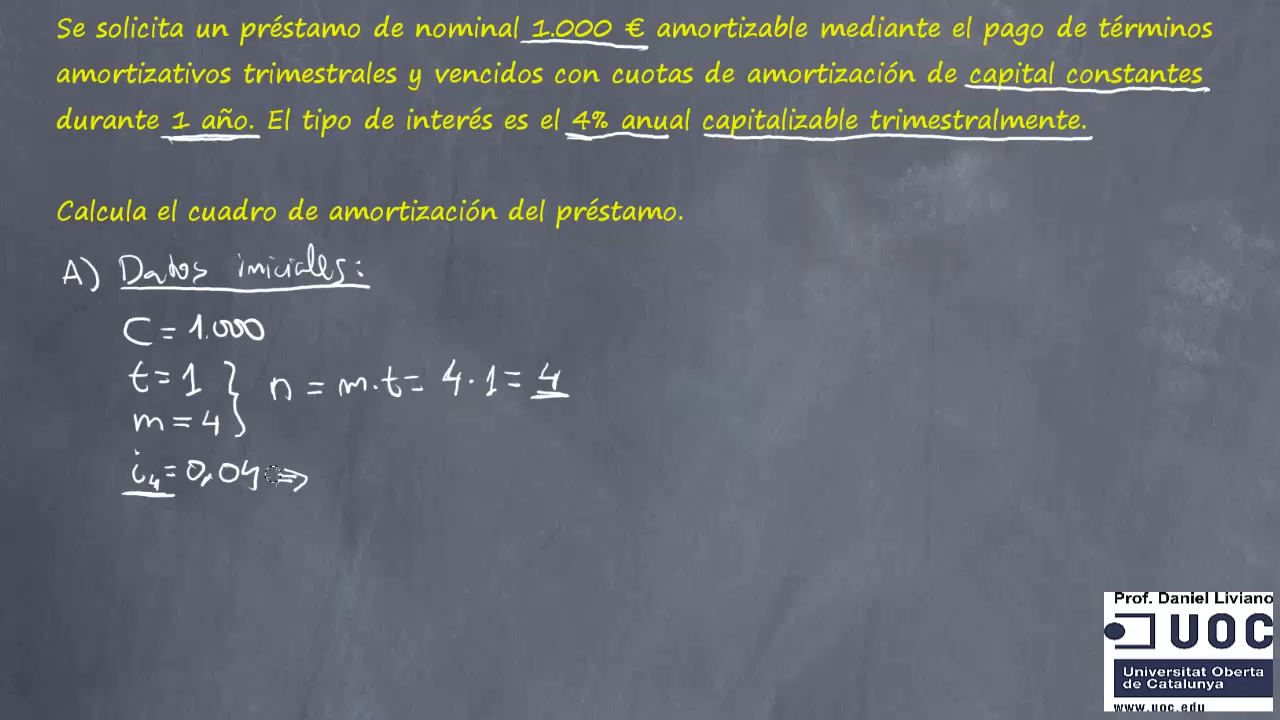 Se solicita un préstamo de nominal 1.000 € amortizable mediante el pago de términos
amortizativos trimestrales y vencidos con cuotas de amortización de capital constantes
durante 1 año. El tipo de interés es el 4% anual capitalizable trimestralmente.
Calcula el cuadro de amortización del préstamo.
A) Datos iniciales:
C = 1.000
t = 1 } n = m·t = 4·1 = 4
m = 4
i₄ = 0,04 ⇒
Prof. Daniel Liviano
UOC
Universitat Oberta
de Catalunya
www.uoc.edu